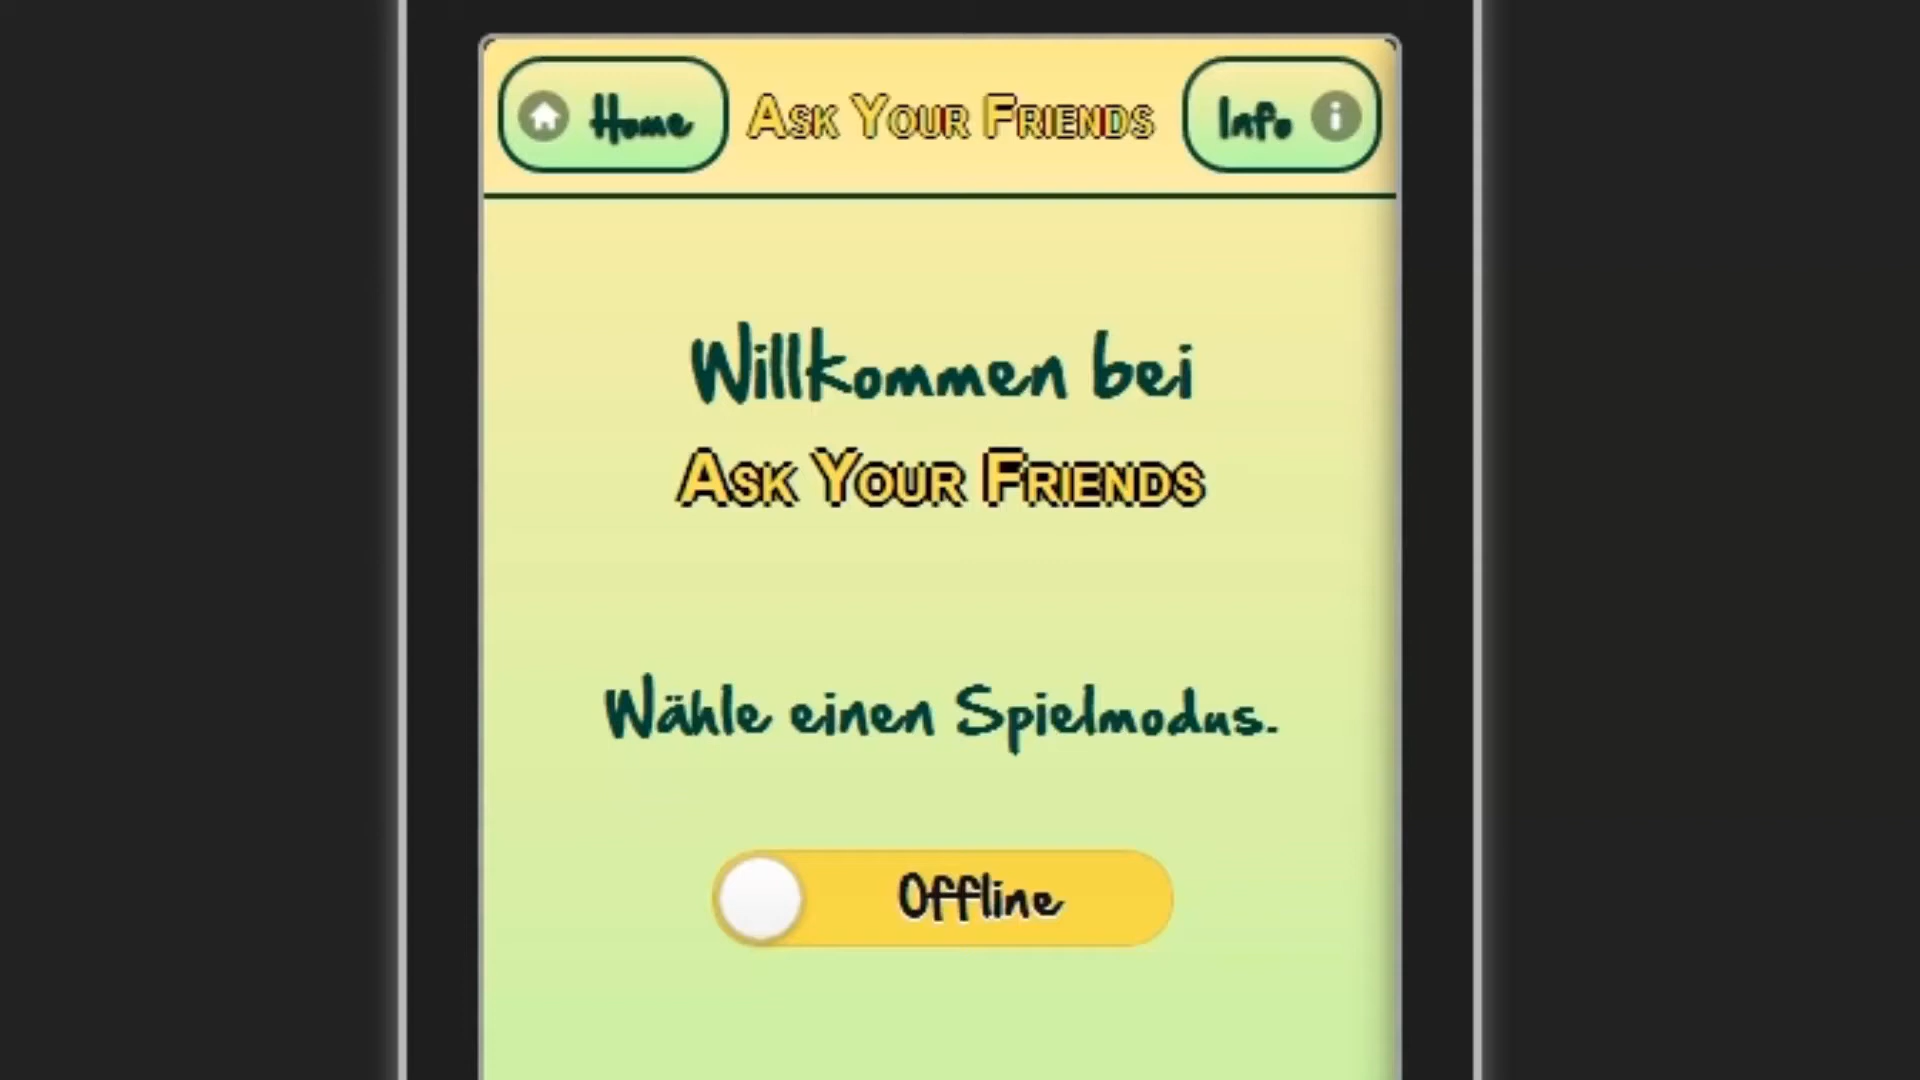 Home
Ask Your Friends
Info
Willkommen bei
Ask Your Friends
Wähle einen Spielmodus.
Offline